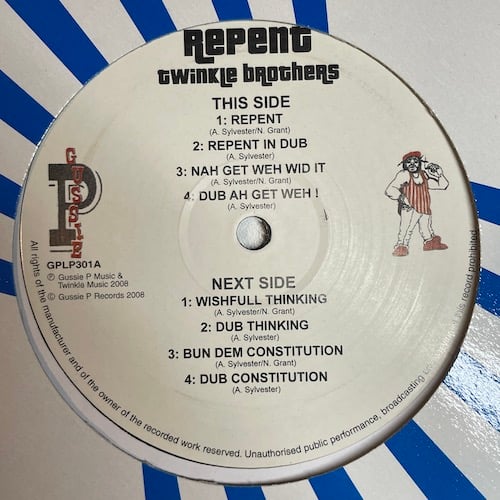 Repent
twinkle brothers
THIS SIDE
1: REPENT
(A. Sylvester/N. Grant)
2: REPENT IN DUB
(A. Sylvester)
3: NAH GET WEH WID IT
(A. Sylvester/N. Grant)
4: DUB AH GET WEH !
(A. Sylvester)
GUSSIE
P
GPLP301A
℗ Gussie P Music &
Twinkle Music 2008
© Gussie P Records 2008
NEXT SIDE
1: WISHFULL THINKING
(A. Sylvester/N. Grant)
2: DUB THINKING
(A. Sylvester)
3: BUN DEM CONSTITUTION
(A. Sylvester/N.Grant)
4: DUB CONSTITUTION
(A. Sylvester)
All rights of the manufacturer and of the owner of the recorded work reserved. Unauthorised public performance, broadcasting this record prohibited.